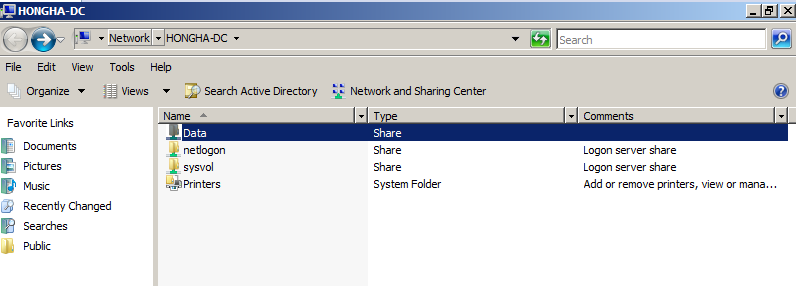 HONGHA-DC
Network HONGHA-DC Search
File Edit View Tools Help
Organize Views Search Active Directory Network and Sharing Center
Favorite Links
Documents
Pictures
Music
Recently Changed
Searches
Public
Name Type Comments
Data Share
netlogon Share Logon server share
sysvol Share Logon server share
Printers System Folder Add or remove printers, view or mana...